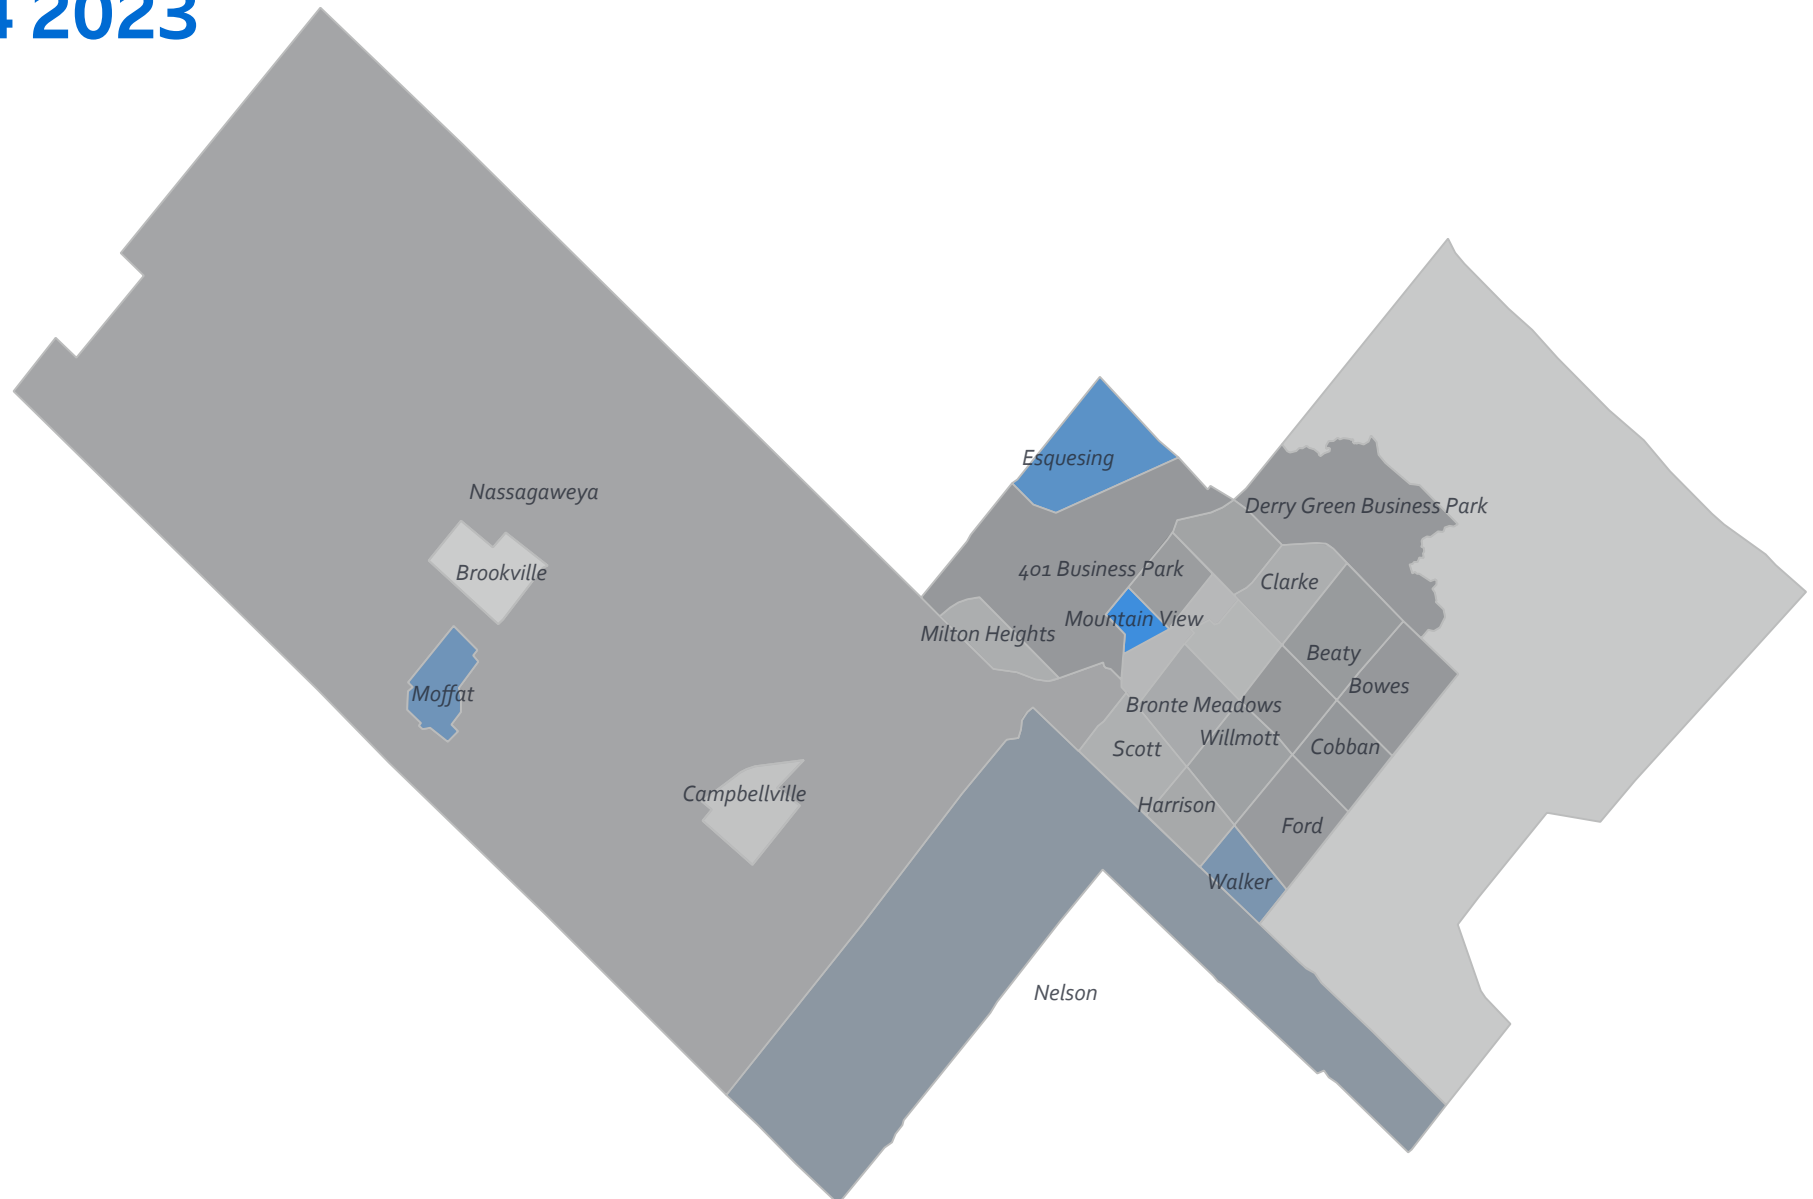 4 2023
Esquesing
Nassagaweya
Derry Green Business Park
Brookville
401 Business Park
Clarke
Mountain View
Milton Heights
Beaty
Bowes
Moffat
Bronte Meadows
Willmott
Scott
Cobban
Campbellville
Harrison
Ford
Walker
Nelson